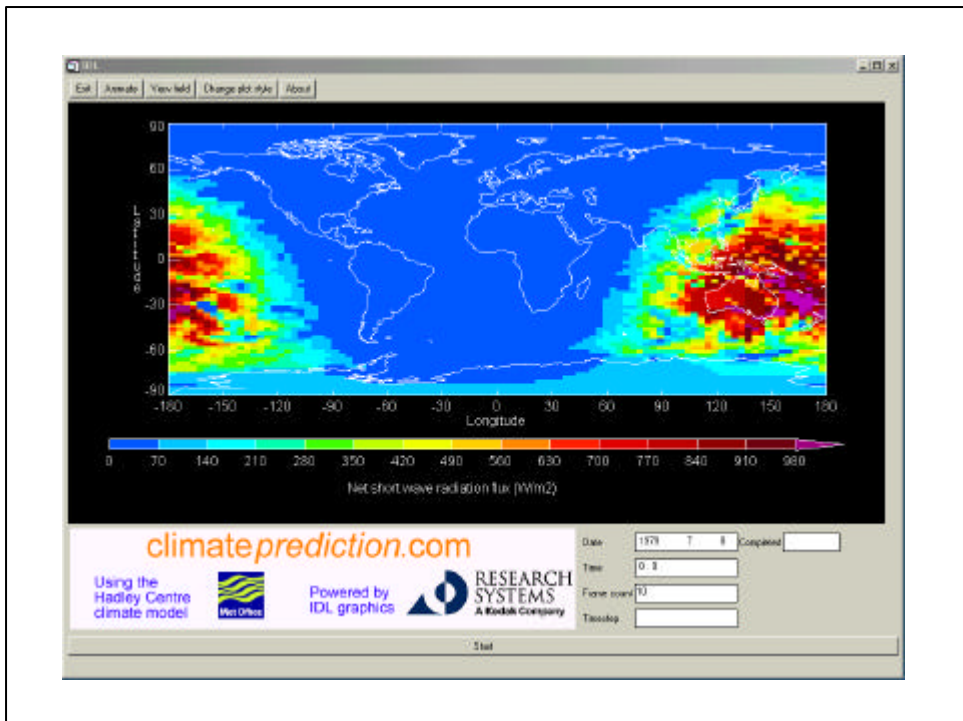 IDL
Exit Animate View field Change plot style About
90
60
30
0
-30
-60
-90
Latitude
-180 -150 -120 -90 -60 -30 0 30 60 90 120 150 180
Longitude
0 70 140 210 280 350 420 490 560 630 700 770 840 910 980
Net short wave radiation flux (W/m2)
climateprediction.com
Using the
Hadley Centre
climate model
Met Office
Powered by
IDL graphics
RESEARCH
SYSTEMS
A Kodak Company
Date 1979 7 8 Completed
Time 0:0
Frame count 10
Timestep
Start